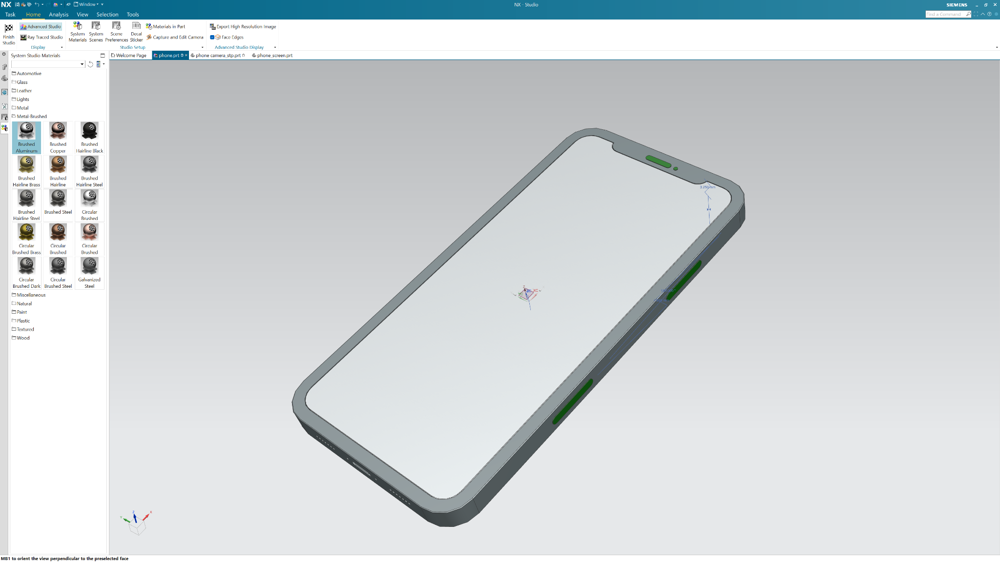 NX Window NX - Studio SIEMENS
Task Home Analysis View Selection Tools Find a Command
Finish Studio
Advanced Studio
Ray Traced Studio
Display
System Materials
System Scenes
Scene Preferences
Decal Sticker
Materials in Part
Capture and Edit Camera
Studio Setup
Export High Resolution Image
Face Edges
Advanced Studio Display
System Studio Materials
Welcome Page phone.prt phone camera_stp.prt phone_screen.prt
Automotive
Glass
Leather
Lights
Metal
Metal-Brushed
Brushed Aluminum
Brushed Copper
Brushed Hairline Black
Brushed Hairline Brass
Brushed Hairline
Brushed Hairline Steel
Brushed Hairline Steel
Brushed Steel
Circular Brushed
Circular Brushed Brass
Circular Brushed
Circular Brushed
Circular Brushed Dark
Circular Brushed Steel
Galvanized Steel
Miscellaneous
Natural
Paint
Plastic
Textured
Wood
3.250 mm
Z
ZC
XC
YC
Z
X
Y
MB1 to orient the view perpendicular to the preselected face